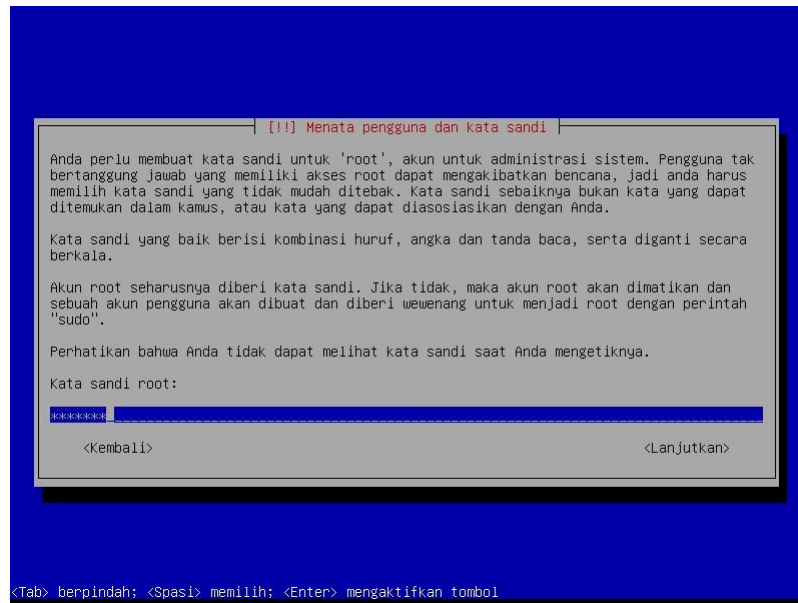 [!!] Menata pengguna dan kata sandi
Anda perlu membuat kata sandi untuk 'root', akun untuk administrasi sistem. Pengguna tak
bertanggung jawab yang memiliki akses root dapat mengakibatkan bencana, jadi anda harus
memilih kata sandi yang tidak mudah ditebak. Kata sandi sebaiknya bukan kata yang dapat
ditemukan dalam kamus, atau kata yang dapat diasosiasikan dengan Anda.
Kata sandi yang baik berisi kombinasi huruf, angka dan tanda baca, serta diganti secara
berkala.
Akun root seharusnya diberi kata sandi. Jika tidak, maka akun root akan dimatikan dan
sebuah akun pengguna akan dibuat dan diberi wewenang untuk menjadi root dengan perintah
"sudo".
Perhatikan bahwa Anda tidak dapat melihat kata sandi saat Anda mengetiknya.
Kata sandi root:
*******
<Kembali> <Lanjutkan>
<Tab> berpindah; <Spasi> memilih; <Enter> mengaktifkan tombol